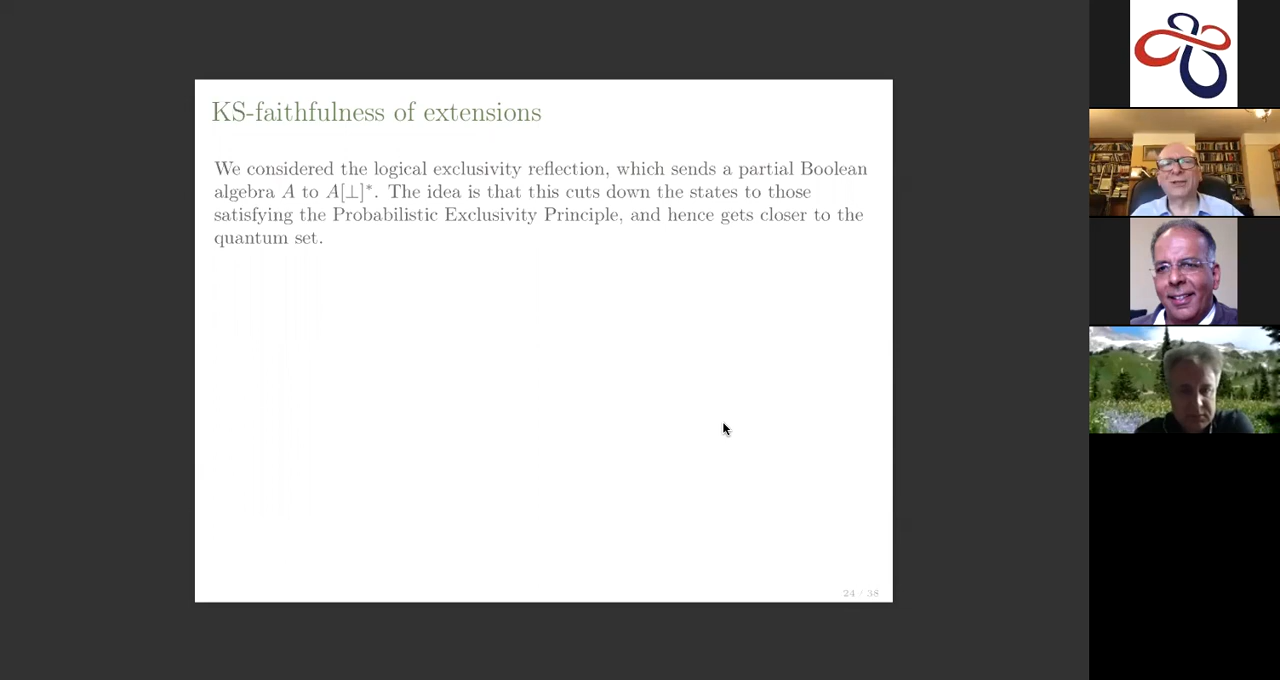 KS-faithfulness of extensions
We considered the logical exclusivity reflection, which sends a partial Boolean
algebra A to A[⊥]*. The idea is that this cuts down the states to those
satisfying the Probabilistic Exclusivity Principle, and hence gets closer to the
quantum set.
24 / 38